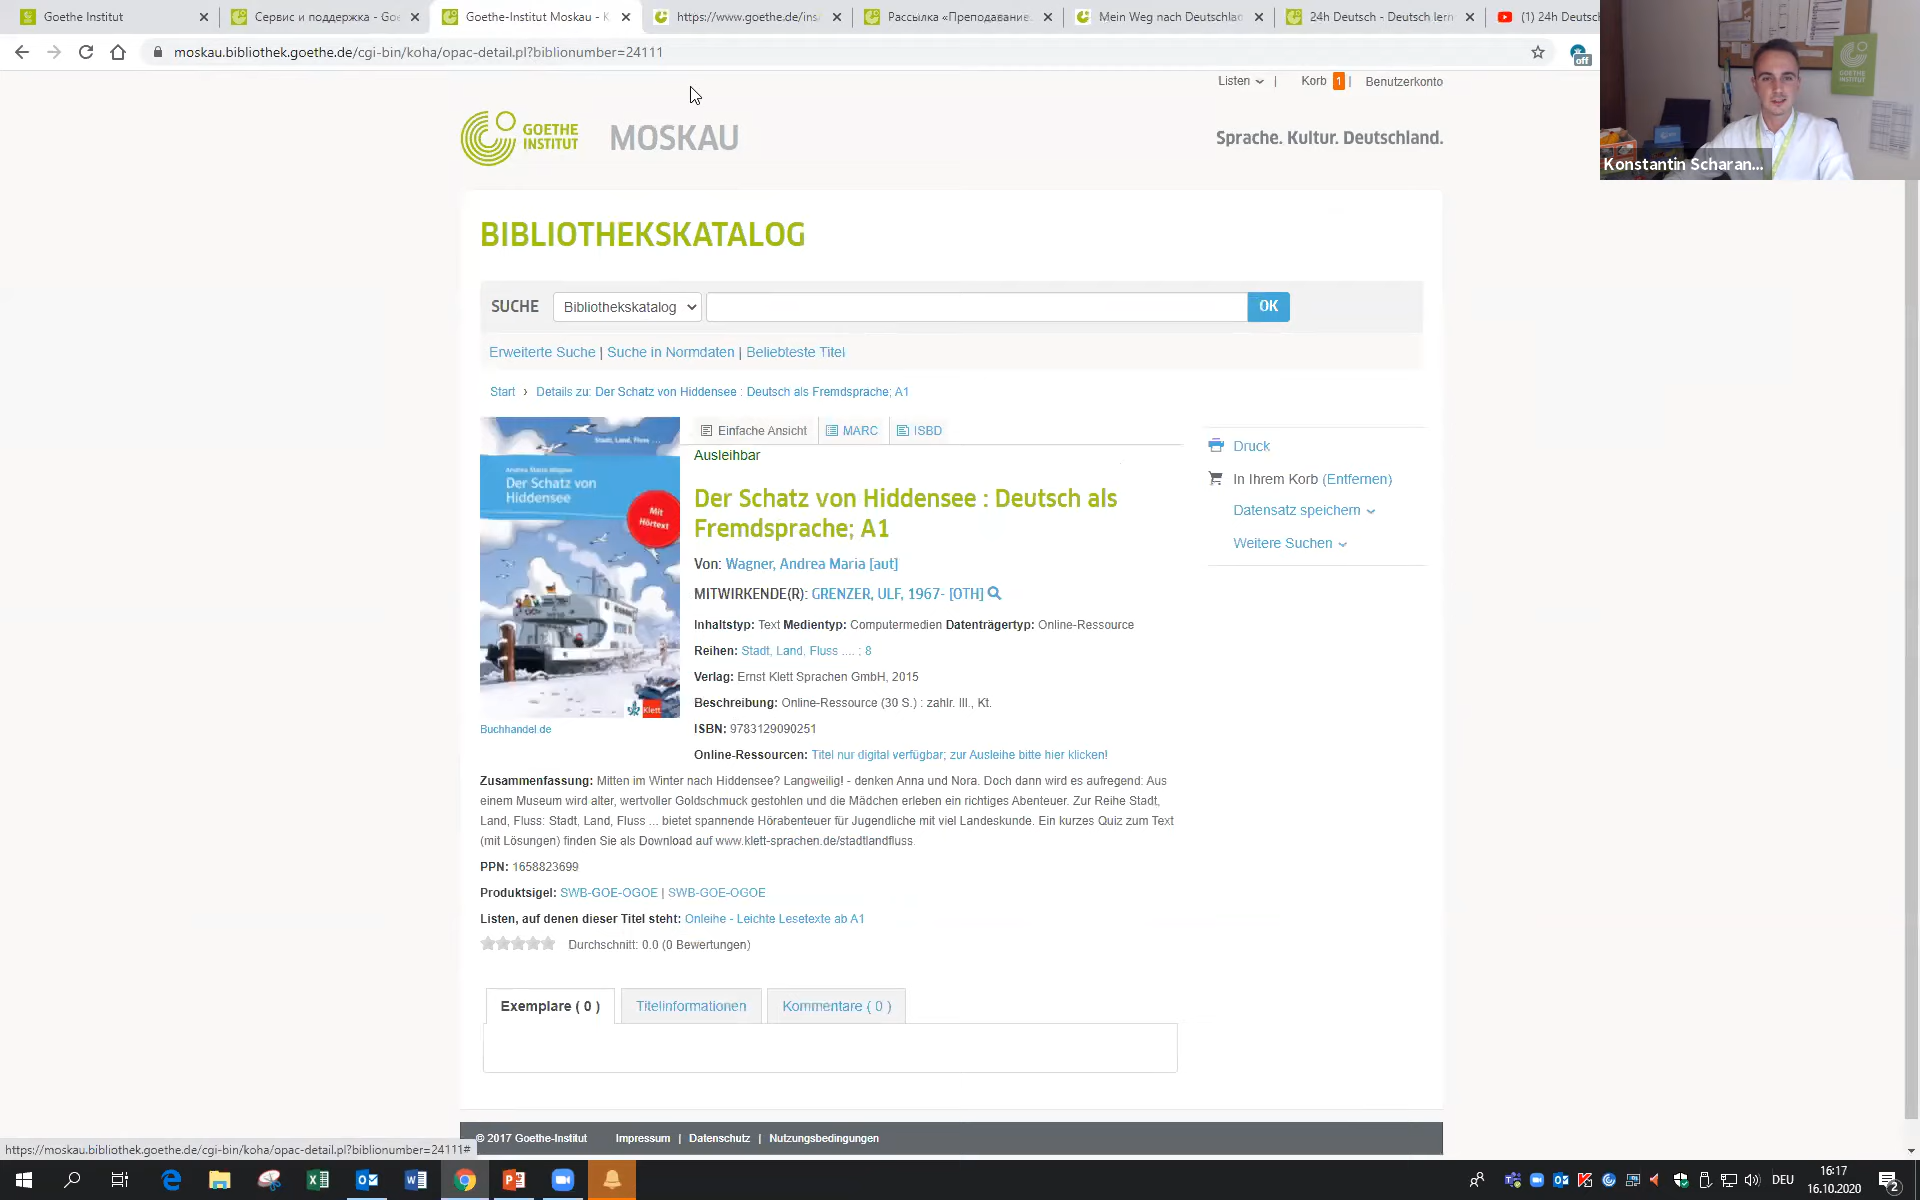 Goethe Institut
Сервис и поддержка - Goe
Goethe-Institut Moskau - K
https://www.goethe.de/ins/
Рассылка «Преподавание
Mein Weg nach Deutschlan
24h Deutsch - Deutsch lern
(1) 24h Deutsc
moskau.bibliothek.goethe.de/cgi-bin/koha/opac-detail.pl?biblionumber=24111
off
Listen | Korb 1 | Benutzerkonto
GOETHE
INSTITUT
MOSKAU
Sprache. Kultur. Deutschland.
GOETHE
INSTITUT
Konstantin Scharan...
BIBLIOTHEKSKATALOG
SUCHE Bibliothekskatalog OK
Erweiterte Suche | Suche in Normdaten | Beliebteste Titel
Start › Details zu: Der Schatz von Hiddensee : Deutsch als Fremdsprache; A1
Stadt, Land, Fluss ...
Andrea Maria Wagner
Der Schatz von
Hiddensee
Mit
Hörtext
Klett
Buchhandel de
Einfache Ansicht MARC ISBD
Ausleihbar
Der Schatz von Hiddensee : Deutsch als
Fremdsprache; A1
Von: Wagner, Andrea Maria [aut]
MITWIRKENDE(R): GRENZER, ULF, 1967- [OTH]
Inhaltstyp: Text Medientyp: Computermedien Datenträgertyp: Online-Ressource
Reihen: Stadt, Land, Fluss .... ; 8
Verlag: Ernst Klett Sprachen GmbH, 2015
Beschreibung: Online-Ressource (30 S.) : zahlr. Ill., Kt.
ISBN: 9783129090251
Online-Ressourcen: Titel nur digital verfügbar; zur Ausleihe bitte hier klicken!
Druck
In Ihrem Korb (Entfernen)
Datensatz speichern
Weitere Suchen
Zusammenfassung: Mitten im Winter nach Hiddensee? Langweilig! - denken Anna und Nora. Doch dann wird es aufregend: Aus
einem Museum wird alter, wertvoller Goldschmuck gestohlen und die Mädchen erleben ein richtiges Abenteuer. Zur Reihe Stadt,
Land, Fluss: Stadt, Land, Fluss ... bietet spannende Hörabenteuer für Jugendliche mit viel Landeskunde. Ein kurzes Quiz zum Text
(mit Lösungen) finden Sie als Download auf www.klett-sprachen.de/stadtlandfluss.
PPN: 1658823699
Produktsigel: SWB-GOE-OGOE | SWB-GOE-OGOE
Listen, auf denen dieser Titel steht: Onleihe - Leichte Lesetexte ab A1
Durchschnitt: 0.0 (0 Bewertungen)
Exemplare ( 0 ) Titelinformationen Kommentare ( 0 )
© 2017 Goethe-Institut Impressum | Datenschutz | Nutzungsbedingungen
https://moskau.bibliothek.goethe.de/cgi-bin/koha/opac-detail.pl?biblionumber=24111#
DEU
16:17
16.10.2020
2